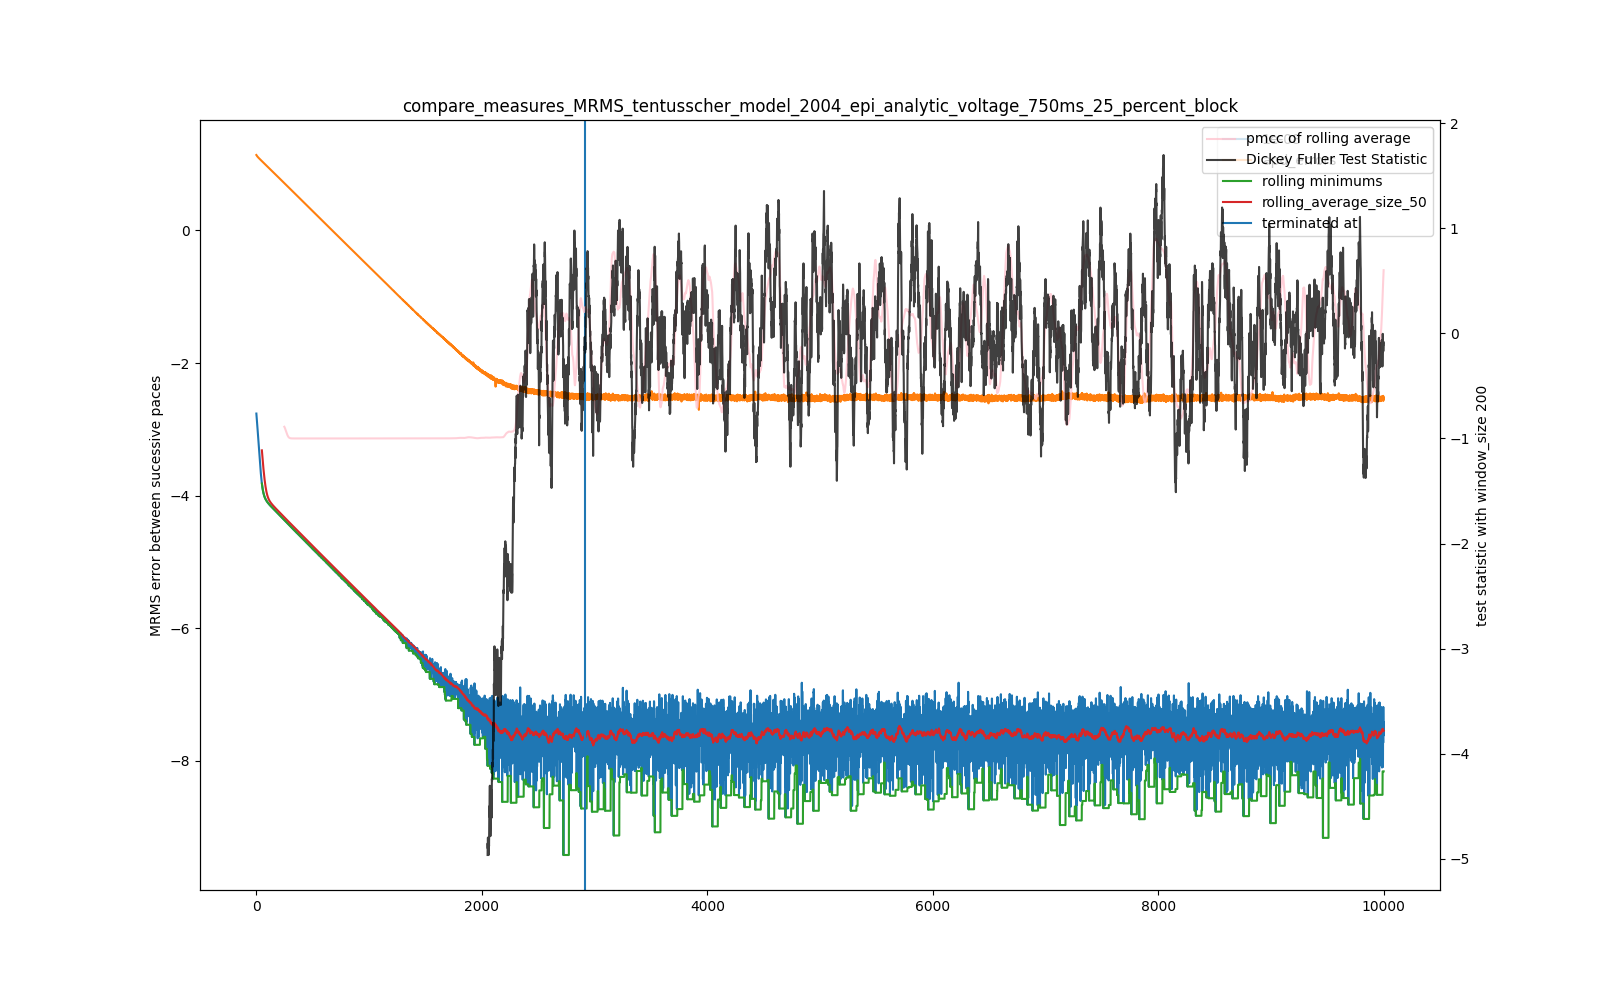 compare_measures_MRMS_tentusscher_model_2004_epi_analytic_voltage_750ms_25_percent_block
MRMS error between sucessive paces
0
−2
−4
−6
−8
0
2000
4000
6000
8000
10000
2
1
0
−1
−2
−3
−4
−5
test statistic with window_size 200
pmcc of rolling average
Dickey Fuller Test Statistic
rolling minimums
rolling_average_size_50
terminated at